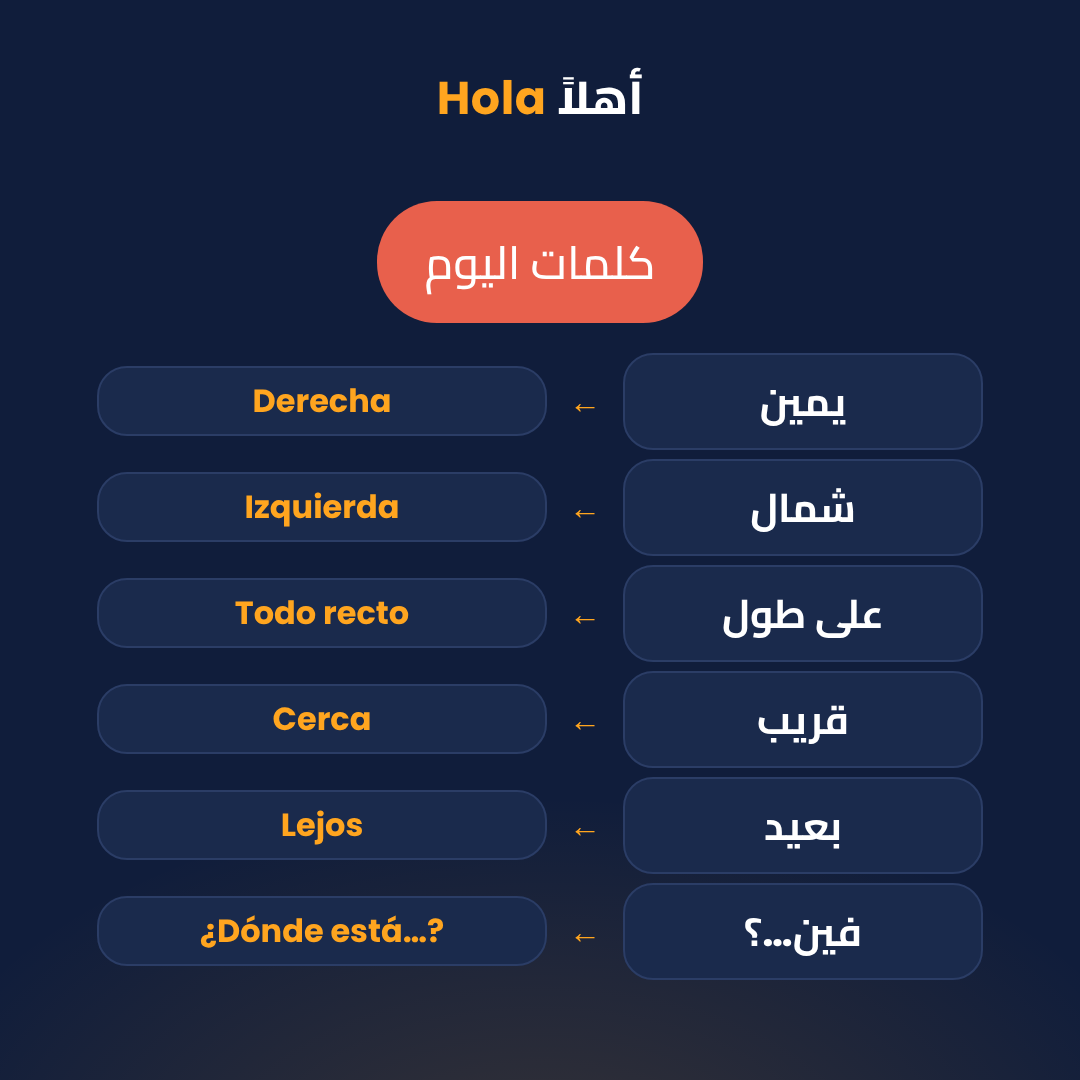 أهلاً Hola
كلمات اليوم
يمين ← Derecha
شمال ← Izquierda
على طول ← Todo recto
قريب ← Cerca
بعيد ← Lejos
فين...؟ ← ¿Dónde está...?